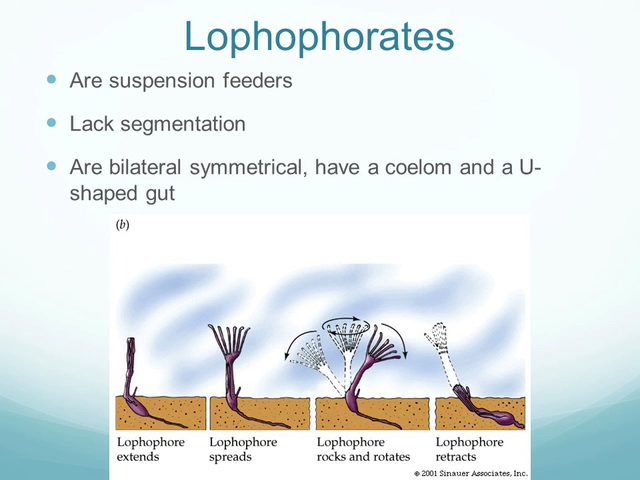 Lophophorates
Are suspension feeders
Lack segmentation
Are bilateral symmetrical, have a coelom and a U-
shaped gut
(b)
Lophophore
extends
Lophophore
spreads
Lophophore
rocks and rotates
Lophophore
retracts
© 2001 Sinauer Associates, Inc.